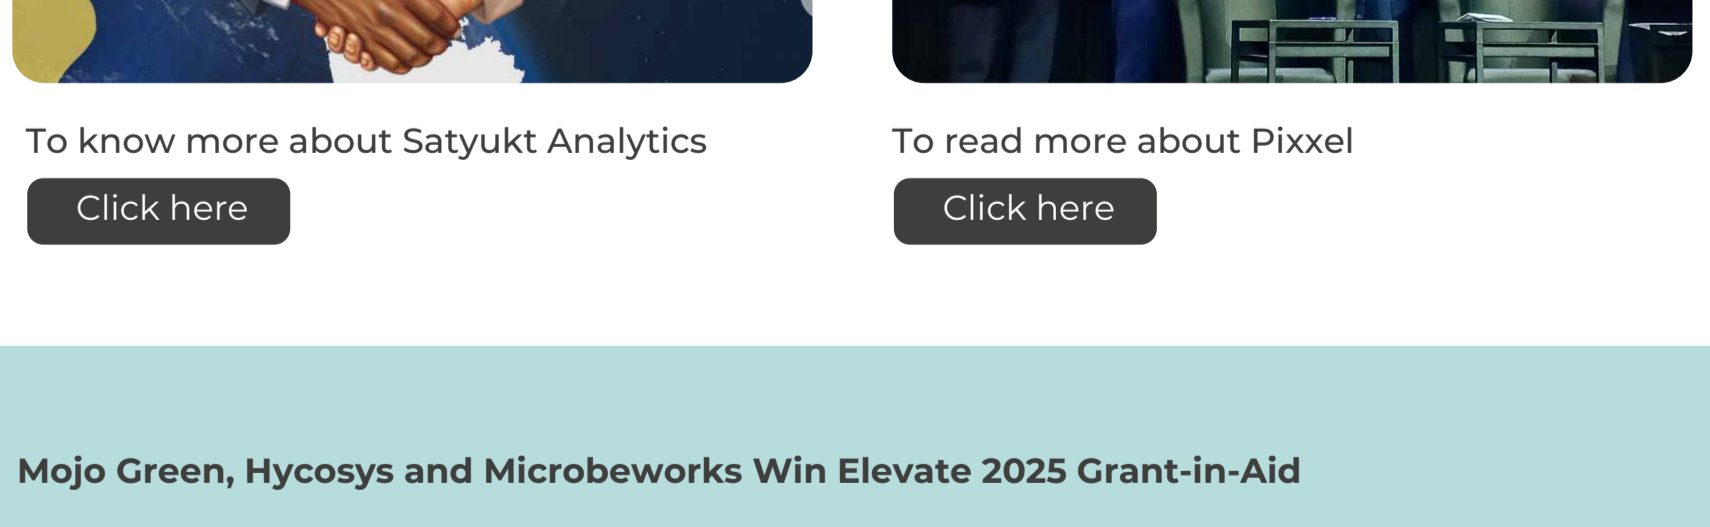 To know more about Satyukt Analytics
Click here
To read more about Pixxel
Click here
Mojo Green, Hycosys and Microbeworks Win Elevate 2025 Grant-in-Aid